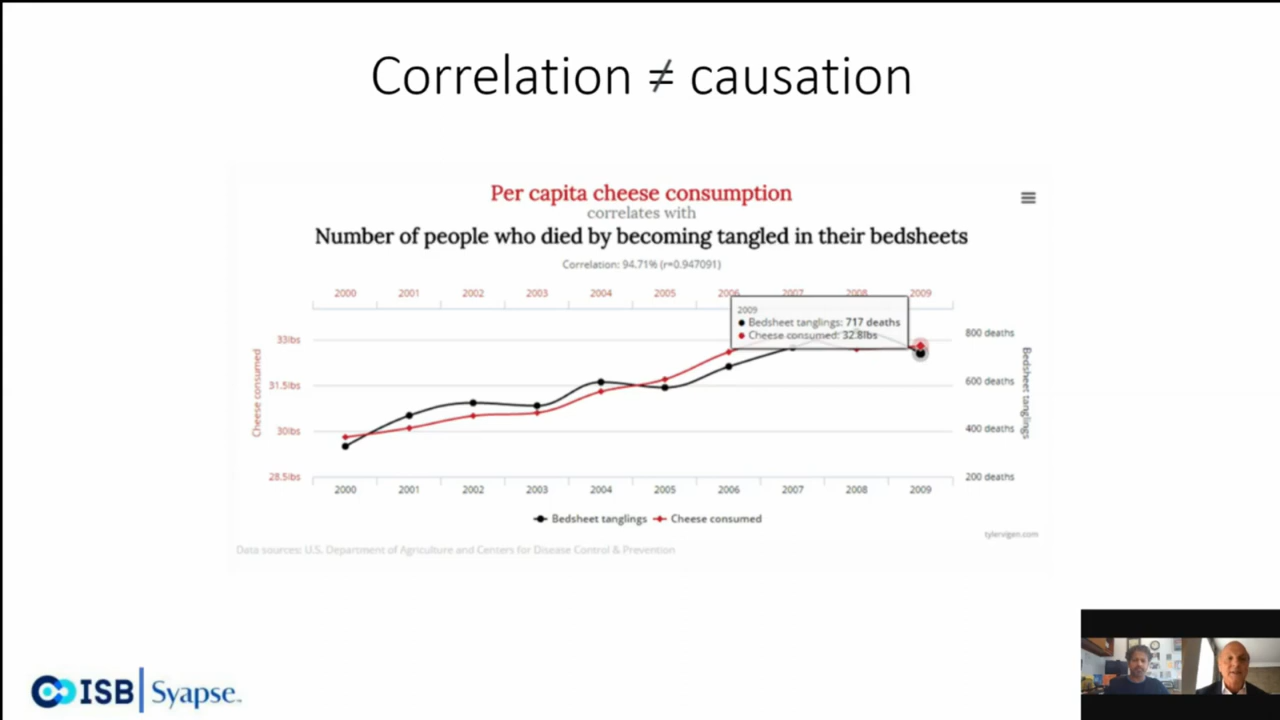 Correlation ≠ causation
Per capita cheese consumption
correlates with
Number of people who died by becoming tangled in their bedsheets
Correlation: 94.71% (r=0.947091)
2000 2001 2002 2003 2004 2005 2006 2007 2008 2009
2009
Bedsheet tanglings: 717 deaths
Cheese consumed: 32.8lbs
33lbs
31.5lbs
30lbs
28.5lbs
Cheese consumed
800 deaths
600 deaths
400 deaths
200 deaths
Bedsheet tanglings
2000 2001 2002 2003 2004 2005 2006 2007 2008 2009
Bedsheet tanglings Cheese consumed
tylervigen.com
Data sources: U.S. Department of Agriculture and Centers for Disease Control & Prevention
ISB Syapse